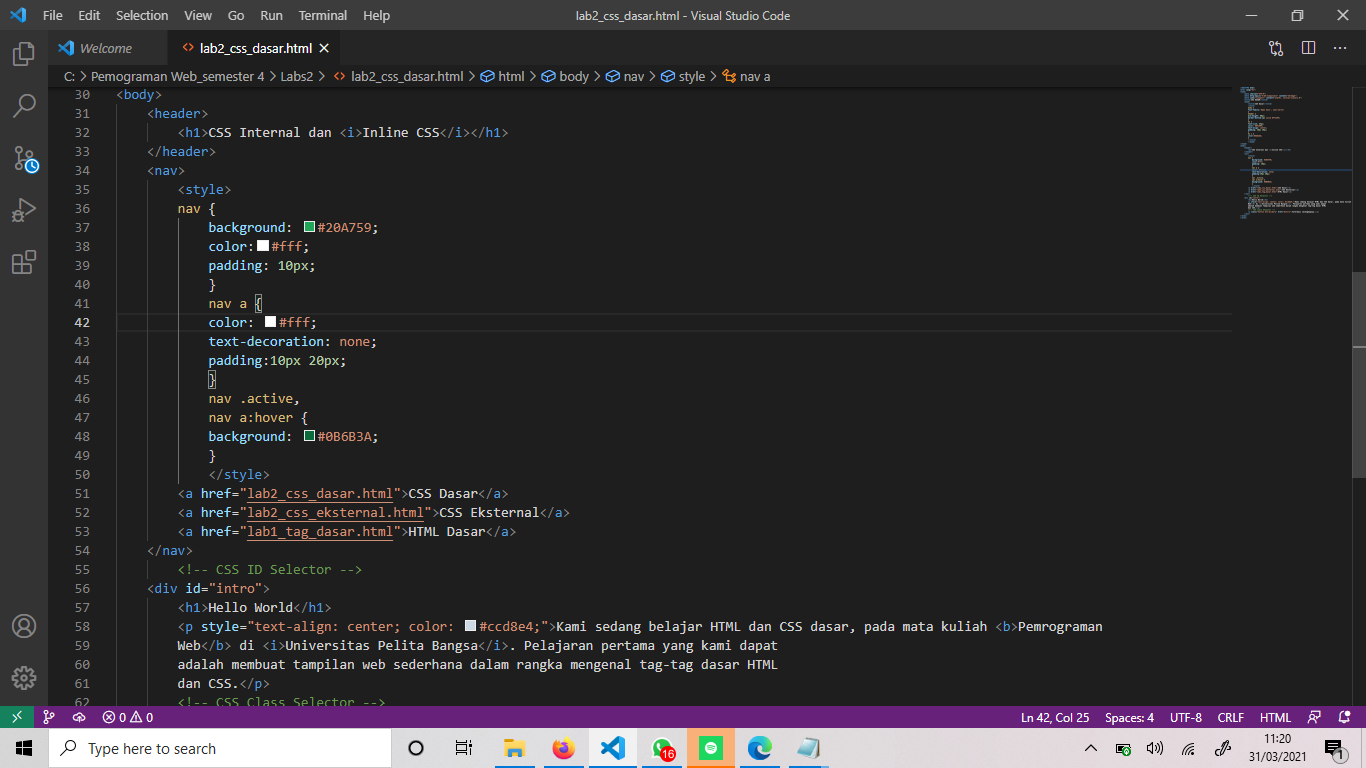 File Edit Selection View Go Run Terminal Help lab2_css_dasar.html - Visual Studio Code
Welcome lab2_css_dasar.html
C: > Pemograman Web_semester 4 > Labs2 > lab2_css_dasar.html > html > body > nav > style > nav a
30 <body>
31 <header>
32 <h1>CSS Internal dan <i>Inline CSS</i></h1>
33 </header>
34 <nav>
35 <style>
36 nav {
37 background: #20A759;
38 color:#fff;
39 padding: 10px;
40 }
41 nav a {
42 color: #fff;
43 text-decoration: none;
44 padding:10px 20px;
45 }
46 nav .active,
47 nav a:hover {
48 background: #0B6B3A;
49 }
50 </style>
51 <a href="lab2_css_dasar.html">CSS Dasar</a>
52 <a href="lab2_css_eksternal.html">CSS Eksternal</a>
53 <a href="lab1_tag_dasar.html">HTML Dasar</a>
54 </nav>
55 <!-- CSS ID Selector -->
56 <div id="intro">
57 <h1>Hello World</h1>
58 <p style="text-align: center; color: #ccd8e4;">Kami sedang belajar HTML dan CSS dasar, pada mata kuliah <b>Pemrograman
59 Web</b> di <i>Universitas Pelita Bangsa</i>. Pelajaran pertama yang kami dapat
60 adalah membuat tampilan web sederhana dalam rangka mengenal tag-tag dasar HTML
61 dan CSS.</p>
62 <!-- CSS Class Selector -->
0 0 Ln 42, Col 25 Spaces: 4 UTF-8 CRLF HTML
Type here to search
16
11:20
31/03/2021
1